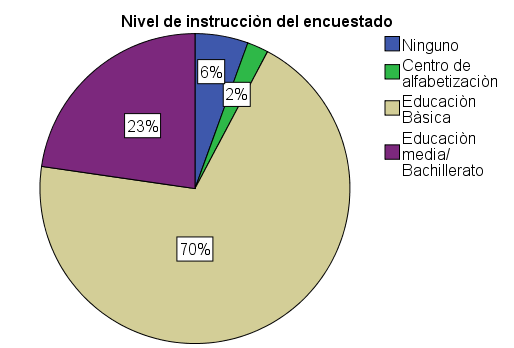 Nivel de instrucciòn del encuestado
Ninguno
Centro de
alfabetizaciòn
Educaciòn
Bàsica
Educaciòn
media/
Bachillerato
6%
2%
23%
70%